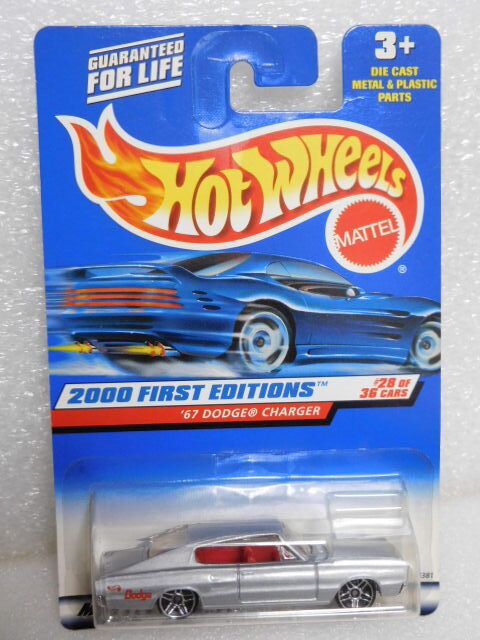 GUARANTEED
FOR LIFE
3+
DIE CAST
METAL & PLASTIC
PARTS
HOT WHEELS
MATTEL
®
2000 FIRST EDITIONS™
#28 OF
36 CARS
'67 DODGE® CHARGER
Dodge